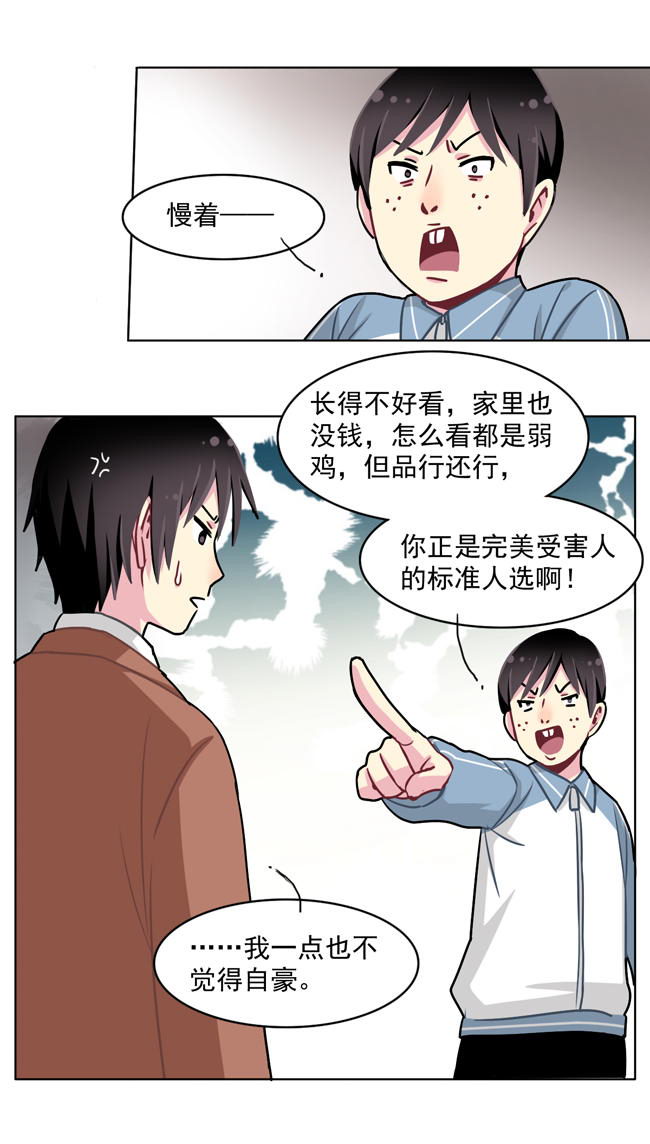 慢着——
长得不好看，家里也
没钱，怎么看都是弱
鸡，但品行还行，
你正是完美受害人
的标准人选啊！
……我一点也不
觉得自豪。